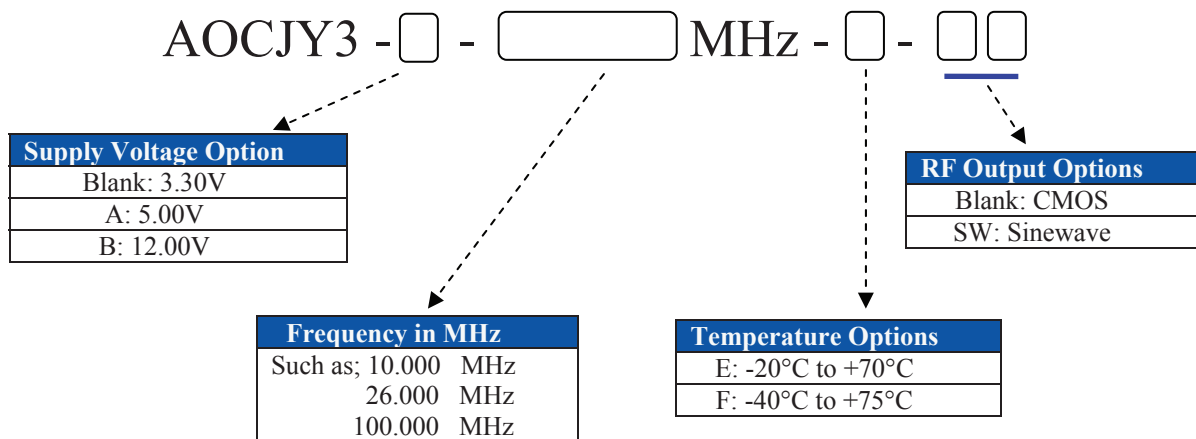 AOCJY3 - - MHz - -
Supply Voltage Option
Blank: 3.30V
A: 5.00V
B: 12.00V
Frequency in MHz
Such as; 10.000 MHz
26.000 MHz
100.000 MHz
Temperature Options
E: -20°C to +70°C
F: -40°C to +75°C
RF Output Options
Blank: CMOS
SW: Sinewave